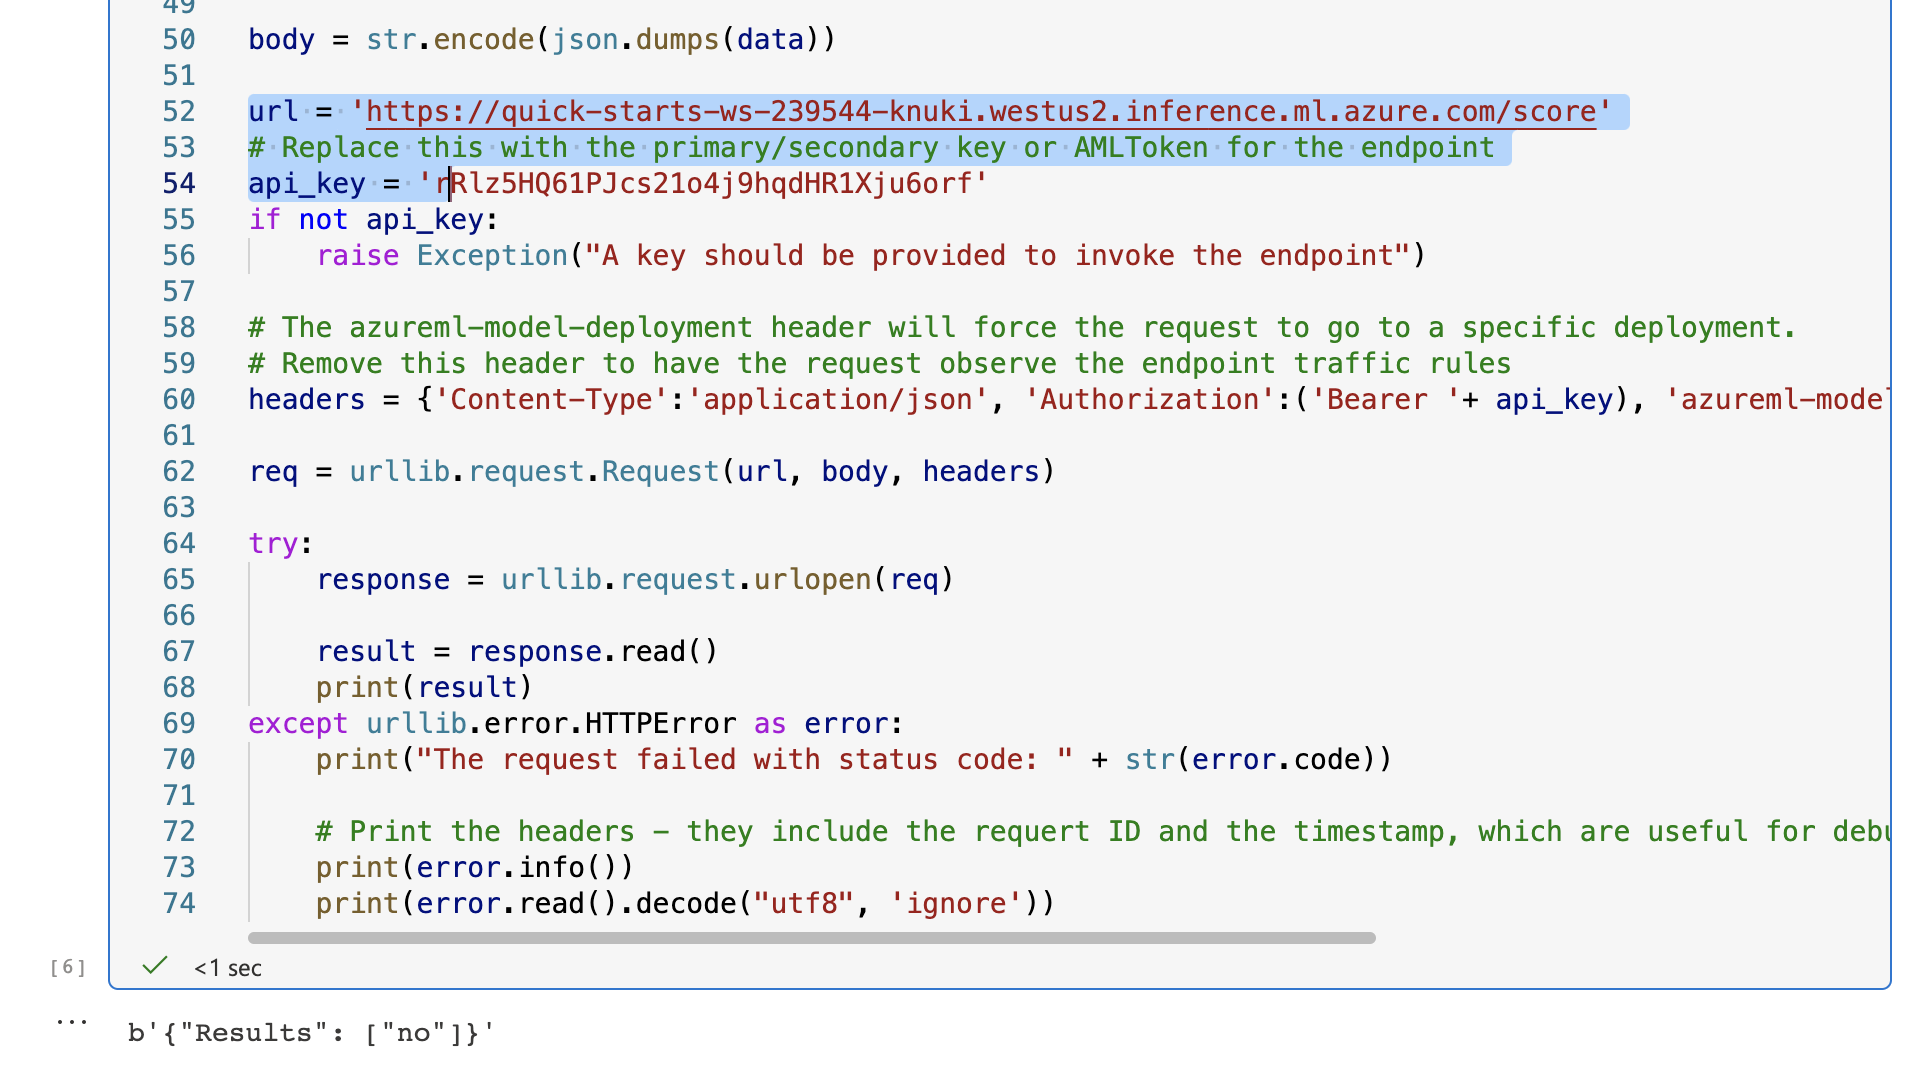 49
50 body = str.encode(json.dumps(data))
51
52 url = 'https://quick-starts-ws-239544-knuki.westus2.inference.ml.azure.com/score'
53 # Replace this with the primary/secondary key or AMLToken for the endpoint
54 api_key = 'rRlz5HQ61PJcs21o4j9hqdHR1Xju6orf'
55 if not api_key:
56     raise Exception("A key should be provided to invoke the endpoint")
57
58 # The azureml-model-deployment header will force the request to go to a specific deployment.
59 # Remove this header to have the request observe the endpoint traffic rules
60 headers = {'Content-Type':'application/json', 'Authorization':('Bearer '+ api_key), 'azureml-model
61
62 req = urllib.request.Request(url, body, headers)
63
64 try:
65     response = urllib.request.urlopen(req)
66
67     result = response.read()
68     print(result)
69 except urllib.error.HTTPError as error:
70     print("The request failed with status code: " + str(error.code))
71
72     # Print the headers - they include the requert ID and the timestamp, which are useful for debu
73     print(error.info())
74     print(error.read().decode("utf8", 'ignore'))
[6] <1 sec
... b'{"Results": ["no"]}'